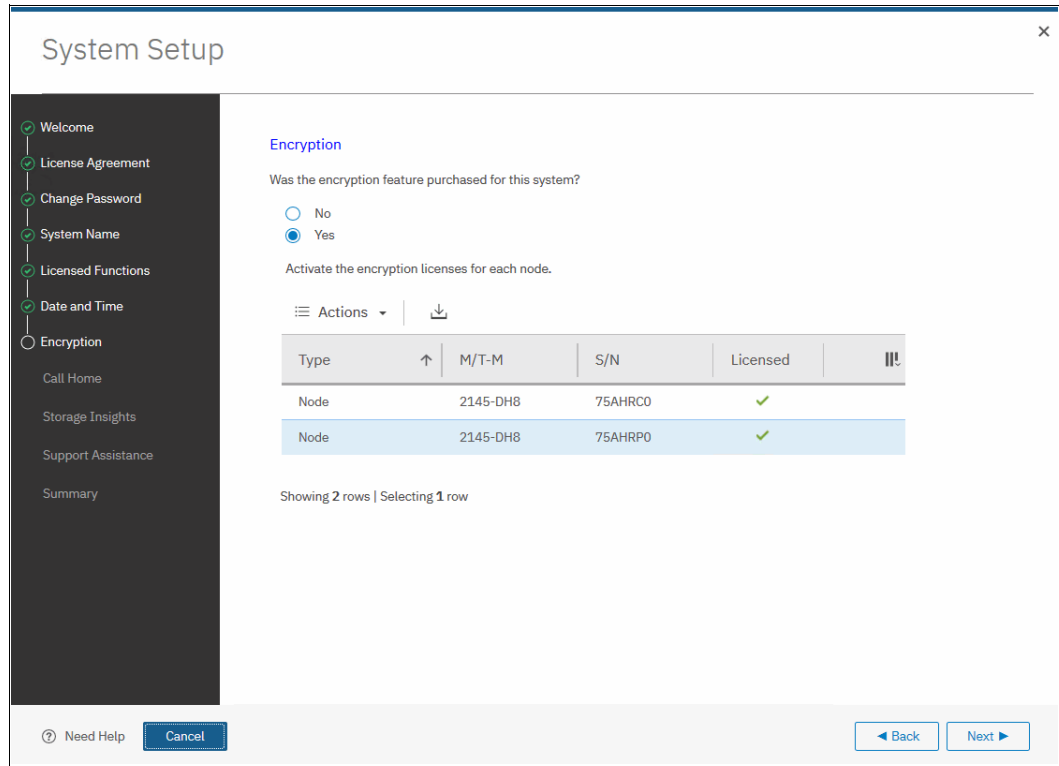 System Setup
Welcome
License Agreement
Change Password
System Name
Licensed Functions
Date and Time
Encryption
Call Home
Storage Insights
Support Assistance
Summary
Encryption
Was the encryption feature purchased for this system?
No
Yes
Activate the encryption licenses for each node.
Actions
Type M/T-M S/N Licensed
Node 2145-DH8 75AHRC0
Node 2145-DH8 75AHRP0
Showing 2 rows | Selecting 1 row
Need Help Cancel Back Next